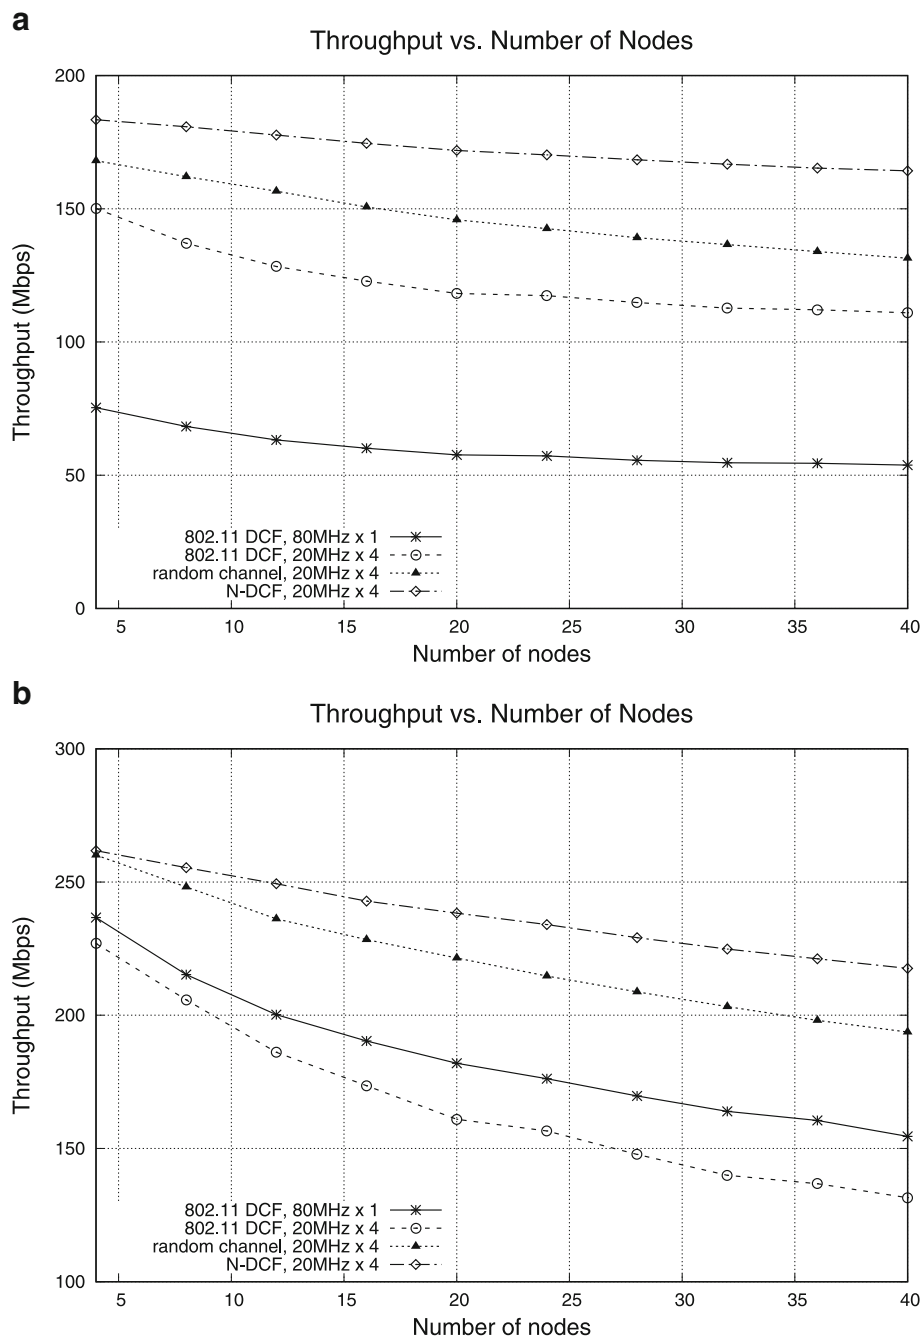 a
Throughput vs. Number of Nodes
200
150
100
50
0
Throughput (Mbps)
802.11 DCF, 80MHz x 1
802.11 DCF, 20MHz x 4
random channel, 20MHz x 4
N-DCF, 20MHz x 4
5 10 15 20 25 30 35 40
Number of nodes
b
Throughput vs. Number of Nodes
300
250
200
150
100
Throughput (Mbps)
802.11 DCF, 80MHz x 1
802.11 DCF, 20MHz x 4
random channel, 20MHz x 4
N-DCF, 20MHz x 4
5 10 15 20 25 30 35 40
Number of nodes